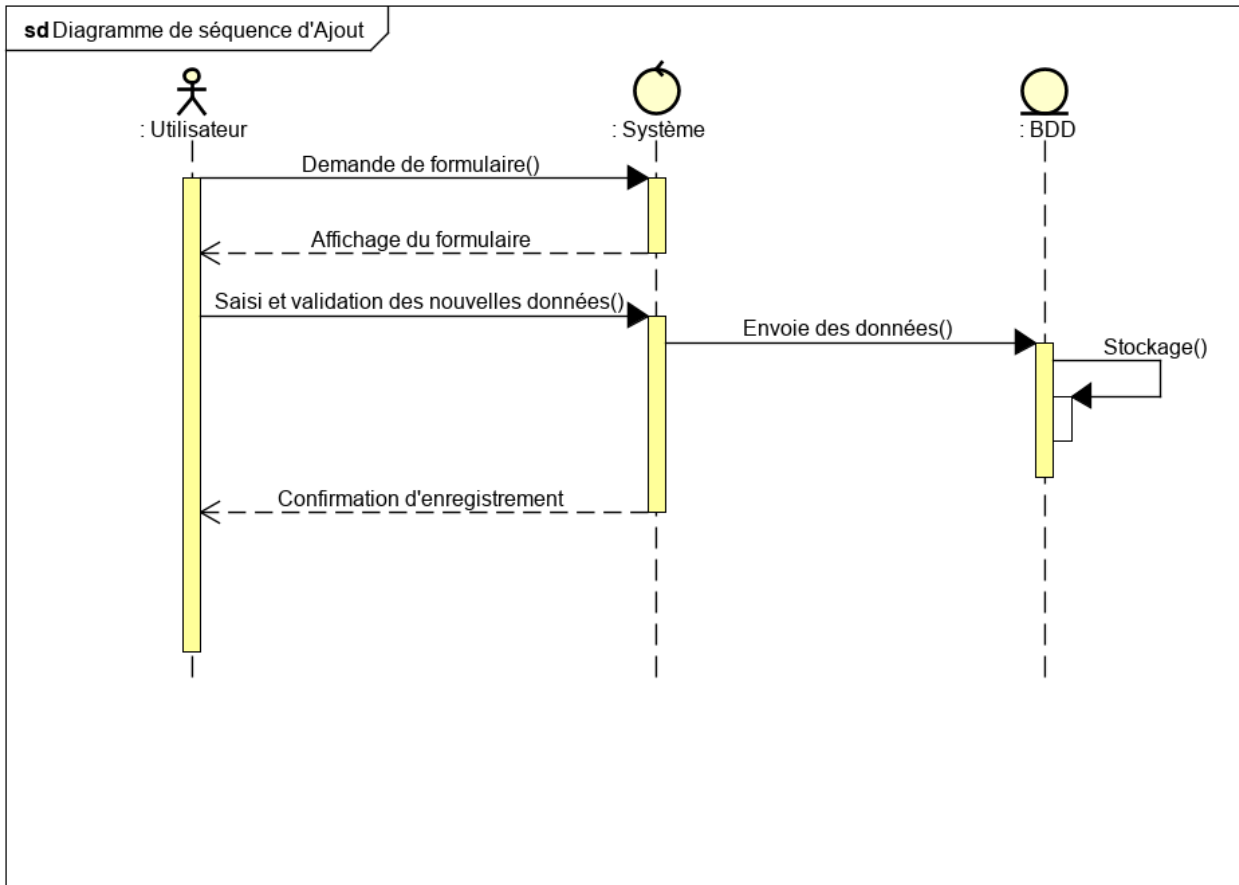 sd Diagramme de séquence d'Ajout
: Utilisateur
: Système
: BDD
Demande de formulaire()
Affichage du formulaire
Saisi et validation des nouvelles données()
Envoie des données()
Stockage()
Confirmation d'enregistrement